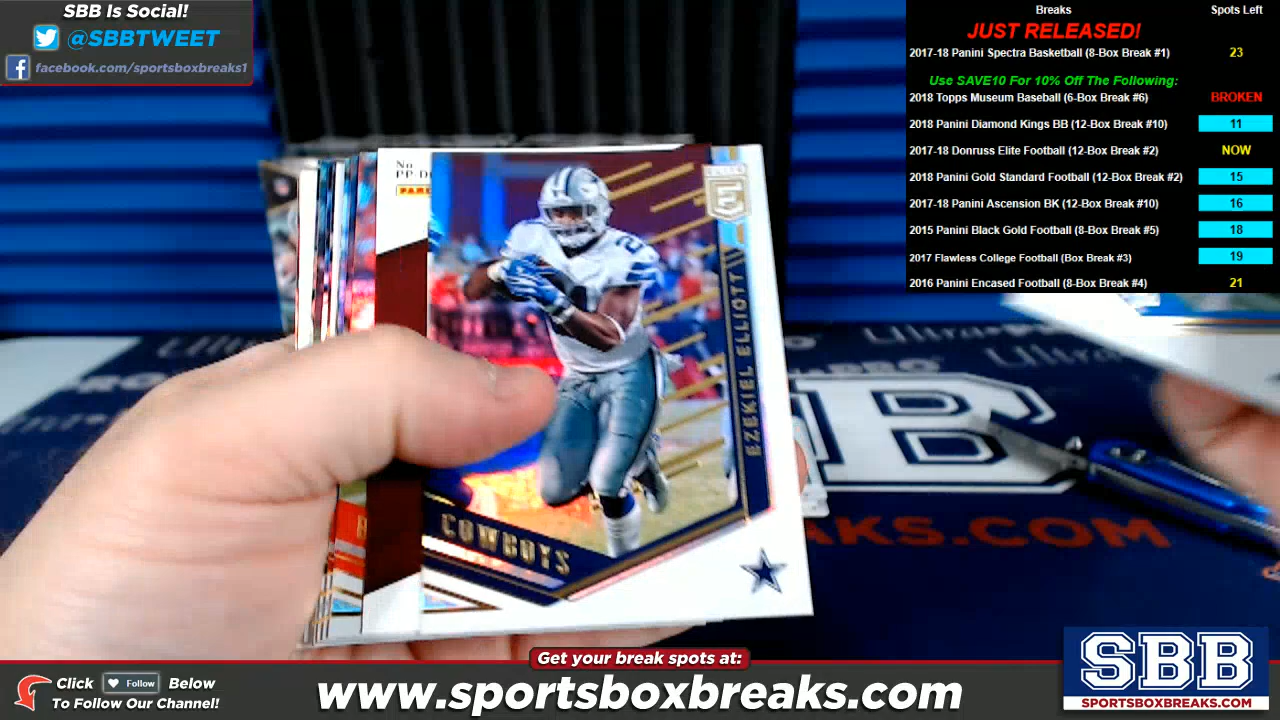 SBB Is Social!
@SBBTWEET
facebook.com/sportsboxbreaks1
Breaks Spots Left
JUST RELEASED!
2017-18 Panini Spectra Basketball (8-Box Break #1) 23
Use SAVE10 For 10% Off The Following:
2018 Topps Museum Baseball (6-Box Break #6) BROKEN
2018 Panini Diamond Kings BB (12-Box Break #10) 11
2017-18 Donruss Elite Football (12-Box Break #2) NOW
2018 Panini Gold Standard Football (12-Box Break #2) 15
2017-18 Panini Ascension BK (12-Box Break #10) 16
2015 Panini Black Gold Football (8-Box Break #5) 18
2017 Flawless College Football (Box Break #3) 19
2016 Panini Encased Football (8-Box Break #4) 21
No
PP-D
E
EZEKIEL ELLIOTT
COWBOYS
Get your break spots at:
Click Follow Below
To Follow Our Channel!
www.sportsboxbreaks.com
SBB
SPORTSBOXBREAKS.COM